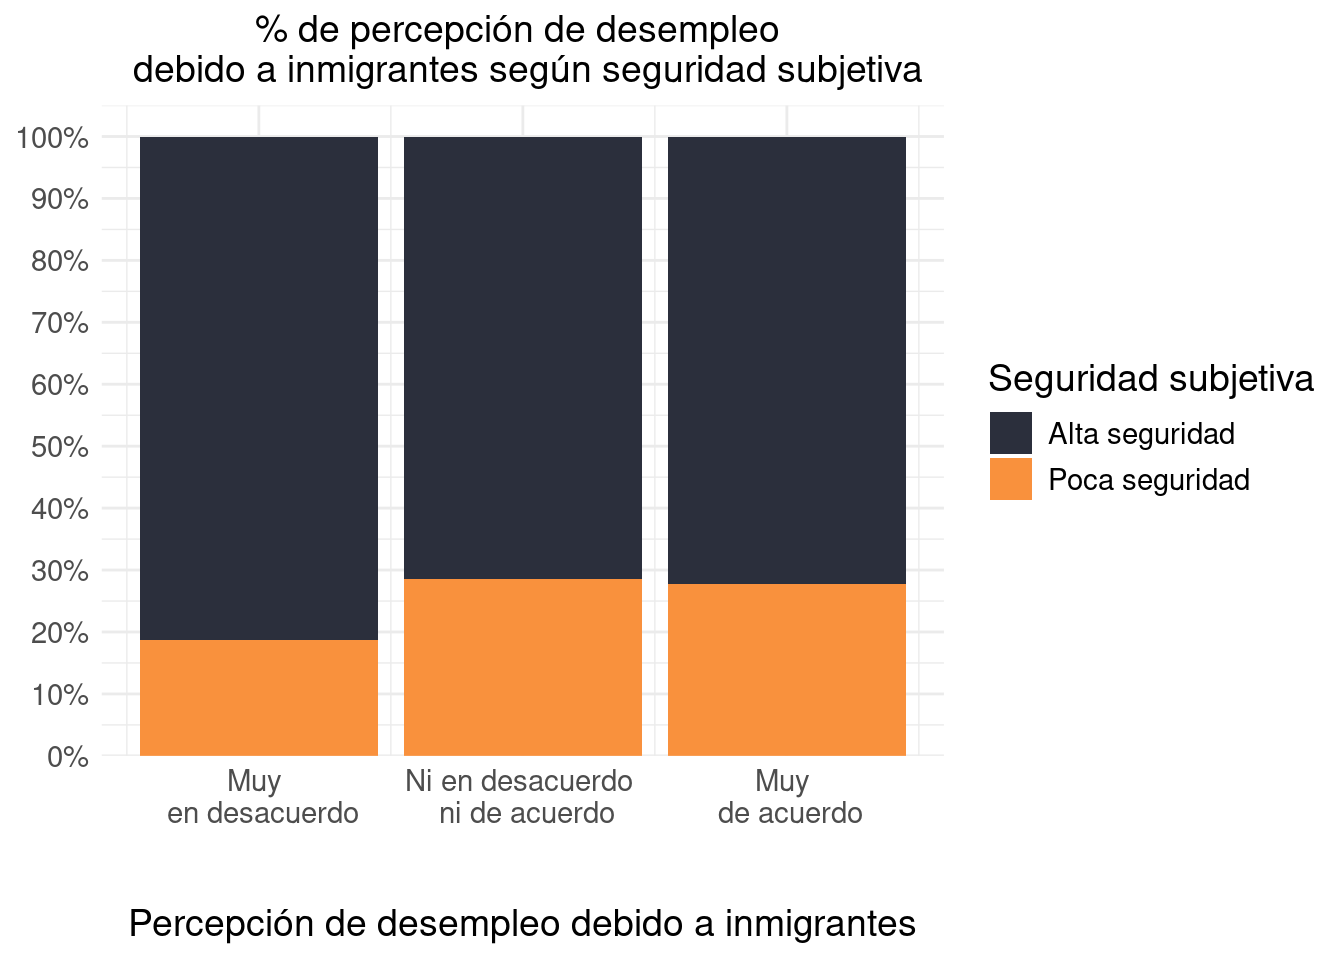 % de percepción de desempleo
debido a inmigrantes según seguridad subjetiva
100%
90%
80%
70%
60%
50%
40%
30%
20%
10%
0%
Muy
en desacuerdo
Ni en desacuerdo
ni de acuerdo
Muy
de acuerdo
Percepción de desempleo debido a inmigrantes
Seguridad subjetiva
Alta seguridad
Poca seguridad